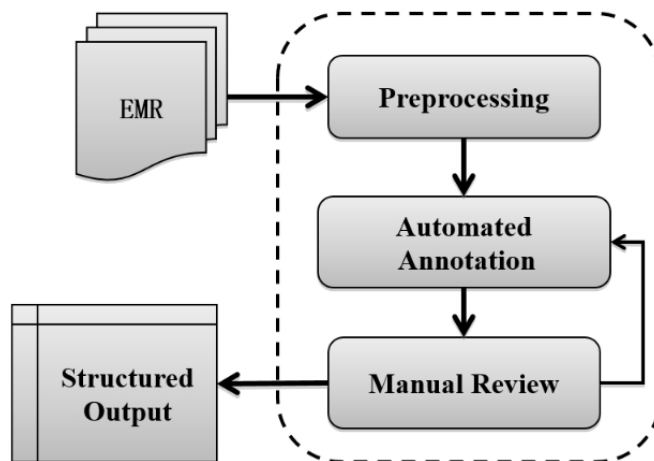 EMR
Preprocessing
Automated
Annotation
Manual Review
Structured
Output